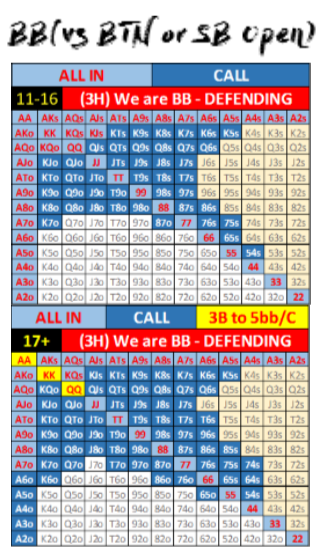 BB(vs BTN or SB open)
ALL IN CALL
11-16 (3H) We are BB - DEFENDING
AA AKs AQs AJs ATs A9s A8s A7s A6s A5s A4s A3s A2s
AKo KK KQs KJs KTs K9s K8s K7s K6s K5s K4s K3s K2s
AQo KQo QQ QJs QTs Q9s Q8s Q7s Q6s Q5s Q4s Q3s Q2s
AJo KJo QJo JJ JTs J9s J8s J7s J6s J5s J4s J3s J2s
ATo KTo QTo JTo TT T9s T8s T7s T6s T5s T4s T3s T2s
A9o K9o Q9o J9o T9o 99 98s 97s 96s 95s 94s 93s 92s
A8o K8o Q8o J8o T8o 98o 88 87s 86s 85s 84s 83s 82s
A7o K7o Q7o J7o T7o 97o 87o 77 76s 75s 74s 73s 72s
A6o K6o Q6o J6o T6o 96o 86o 76o 66 65s 64s 63s 62s
A5o K5o Q5o J5o T5o 95o 85o 75o 65o 55 54s 53s 52s
A4o K4o Q4o J4o T4o 94o 84o 74o 64o 54o 44 43s 42s
A3o K3o Q3o J3o T3o 93o 83o 73o 63o 53o 43o 33 32s
A2o K2o Q2o J2o T2o 92o 82o 72o 62o 52o 42o 32o 22
ALL IN CALL 3B to 5bb/C
17+ (3H) We are BB - DEFENDING
AA AKs AQs AJs ATs A9s A8s A7s A6s A5s A4s A3s A2s
AKo KK KQs KJs KTs K9s K8s K7s K6s K5s K4s K3s K2s
AQo KQo QQ QJs QTs Q9s Q8s Q7s Q6s Q5s Q4s Q3s Q2s
AJo KJo QJo JJ JTs J9s J8s J7s J6s J5s J4s J3s J2s
ATo KTo QTo JTo TT T9s T8s T7s T6s T5s T4s T3s T2s
A9o K9o Q9o J9o T9o 99 98s 97s 96s 95s 94s 93s 92s
A8o K8o Q8o J8o T8o 98o 88 87s 86s 85s 84s 83s 82s
A7o K7o Q7o J7o T7o 97o 87o 77 76s 75s 74s 73s 72s
A6o K6o Q6o J6o T6o 96o 86o 76o 66 65s 64s 63s 62s
A5o K5o Q5o J5o T5o 95o 85o 75o 65o 55 54s 53s 52s
A4o K4o Q4o J4o T4o 94o 84o 74o 64o 54o 44 43s 42s
A3o K3o Q3o J3o T3o 93o 83o 73o 63o 53o 43o 33 32s
A2o K2o Q2o J2o T2o 92o 82o 72o 62o 52o 42o 32o 22